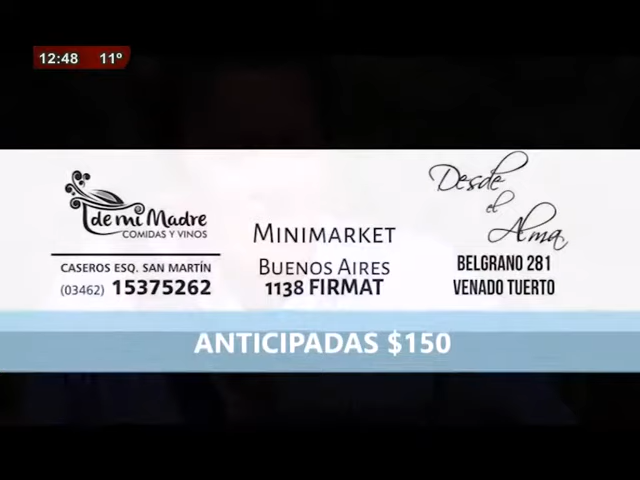 12:48 11º
de mi Madre
COMIDAS Y VINOS
CASEROS ESQ. SAN MARTÍN
(03462) 15375262
MINIMARKET
BUENOS AIRES
1138 FIRMAT
Desde
el
Alma
BELGRANO 281
VENADO TUERTO
ANTICIPADAS $150